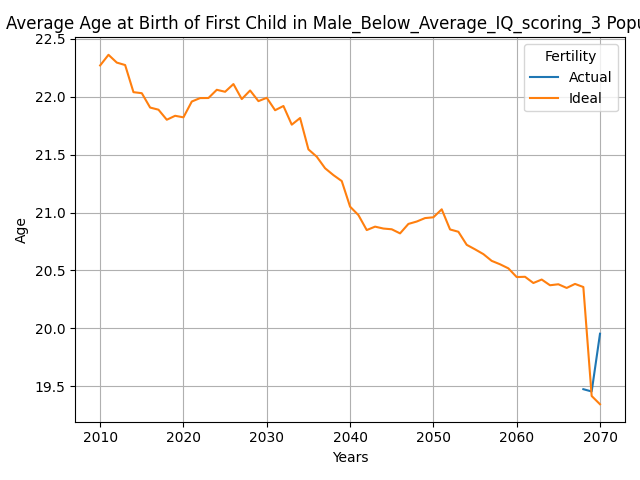 Average Age at Birth of First Child in Male_Below_Average_IQ_scoring_3 Popu
22.5
22.0
21.5
21.0
20.5
20.0
19.5
Age
Fertility
Actual
Ideal
2010 2020 2030 2040 2050 2060 2070
Years